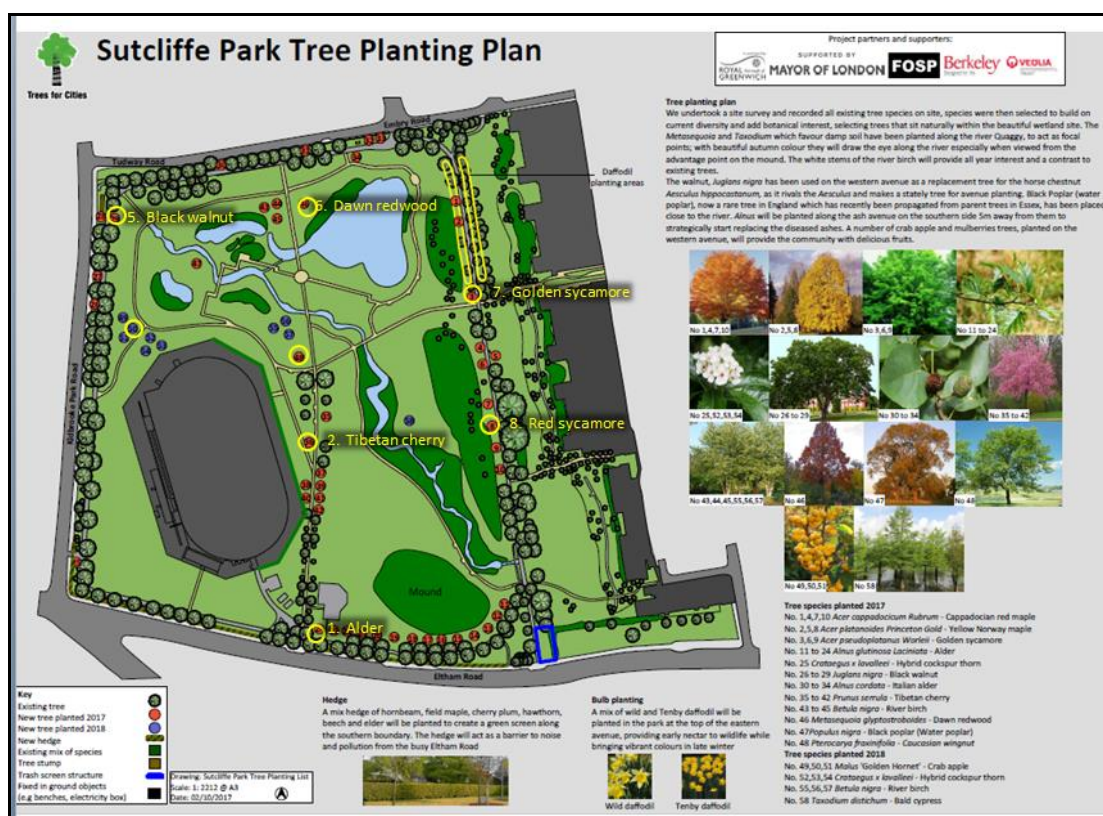 Sutcliffe Park Tree Planting Plan
Trees for Cities
Project partners and supporters:
ROYAL borough of GREENWICH
SUPPORTED BY
MAYOR OF LONDON
FOSP
Berkeley
VEOLIA
Tree planting plan
We undertook a site survey and recorded all existing tree species on site, species were then selected to build on
current diversity and add botanical interest, selecting trees that sit naturally within the beautiful wetland site. The
Metasequoia and Taxodium which favour damp soil have been planted along the river Quaggy, to act as focal
points; with beautiful autumn colour they will draw the eye along the river especially when viewed from the
advantage point on the mound. The white stems of the river birch will provide all year interest and a contrast to
existing trees.
The walnut, Juglans nigra has been used on the western avenue as a replacement tree for the horse chestnut
Aesculus hippocastanum, as it rivals the Aesculus and makes a stately tree for avenue planting. Black Poplar (water
poplar), now a rare tree in England which has recently been propagated from parent trees in Essex, has been placed
close to the river. Alnus will be planted along the ash avenue on the southern side 5m away from them to
strategically start replacing the diseased ashes. A number of crab apple and mulberries trees, planted on the
western avenue, will provide the community with delicious fruits.
Tudway Road
Embry Road
Daffodil
planting areas
5. Black walnut
6. Dawn redwood
7. Golden sycamore
8. Red sycamore
2. Tibetan cherry
1. Alder
Mound
Kidbrooke Park Road
Eltham Road
No 1,4,7,10
No 2,5,8
No 3,6,9
No 11 to 24
No 25,52,53,54
No 26 to 29
No 30 to 34
No 35 to 42
No 43,44,45,55,56,57
No 46
No 47
No 48
No 49,50,51
No 58
Tree species planted 2017
No. 1,4,7,10 Acer cappadocicum Rubrum - Cappadocian red maple
No. 2,5,8 Acer platanoides Princeton Gold - Yellow Norway maple
No. 3,6,9 Acer pseudoplatanus Worleii - Golden sycamore
No. 11 to 24 Alnus glutinosa Laciniata - Alder
No. 25 Crataegus x lavalleei - Hybrid cockspur thorn
No. 26 to 29 Juglans nigra - Black walnut
No. 30 to 34 Alnus cordata - Italian alder
No. 35 to 42 Prunus serrula - Tibetan cherry
No. 43 to 45 Betula nigra - River birch
No. 46 Metasequoia glyptostroboides - Dawn redwood
No. 47Populus nigra - Black poplar (Water poplar)
No. 48 Pterocarya fraxinifolia - Caucasian wingnut
Tree species planted 2018
No. 49,50,51 Malus 'Golden Hornet' - Crab apple
No. 52,53,54 Crataegus x lavalleei - Hybrid cockspur thorn
No. 55,56,57 Betula nigra - River birch
No. 58 Taxodium distichum - Bald cypress
Key
Existing tree
New tree planted 2017
New tree planted 2018
New hedge
Existing mix of species
Tree stump
Trash screen structure
Fixed in ground objects
(e.g benches, electricity box)
Drawing: Sutcliffe Park Tree Planting List
Scale: 1: 2212 @ A3
Date: 02/10/2017
Hedge
A mix hedge of hornbeam, field maple, cherry plum, hawthorn,
beech and elder will be planted to create a green screen along
the southern boundary. The hedge will act as a barrier to noise
and pollution from the busy Eltham Road
Bulb planting
A mix of wild and Tenby daffodil will be
planted in the park at the top of the eastern
avenue, providing early nectar to wildlife while
bringing vibrant colours in late winter
Wild daffodil
Tenby daffodil